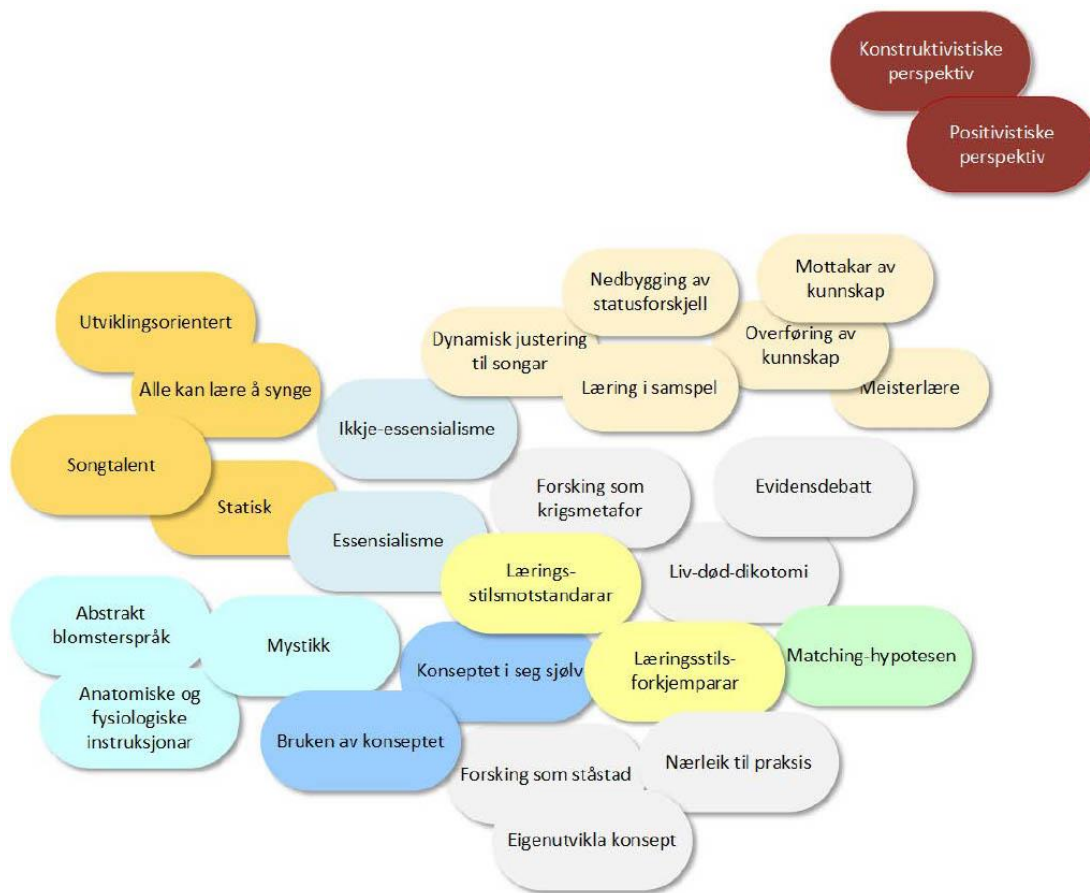 Konstruktivistiske
perspektiv
Positivistiske
perspektiv
Nedbygging av
statusforskjell
Mottakar av
kunnskap
Utviklingsorientert
Dynamisk justering
til songar
Overføring av
kunnskap
Alle kan lære å synge
Læring i samspel
Meisterlære
Ikkje-essensialisme
Songtalent
Statisk
Forsking som
krigsmetafor
Evidensdebatt
Essensialisme
Lærings-
stilsmotstandarar
Liv-død-dikotomi
Abstrakt
blomsterspråk
Mystikk
Konseptet i seg sjølv
Læringsstils-
forkjemparar
Matching-hypotesen
Anatomiske og
fysiologiske
instruksjonar
Bruken av konseptet
Forsking som ståstad
Nærleik til praksis
Eigenutvikla konsept